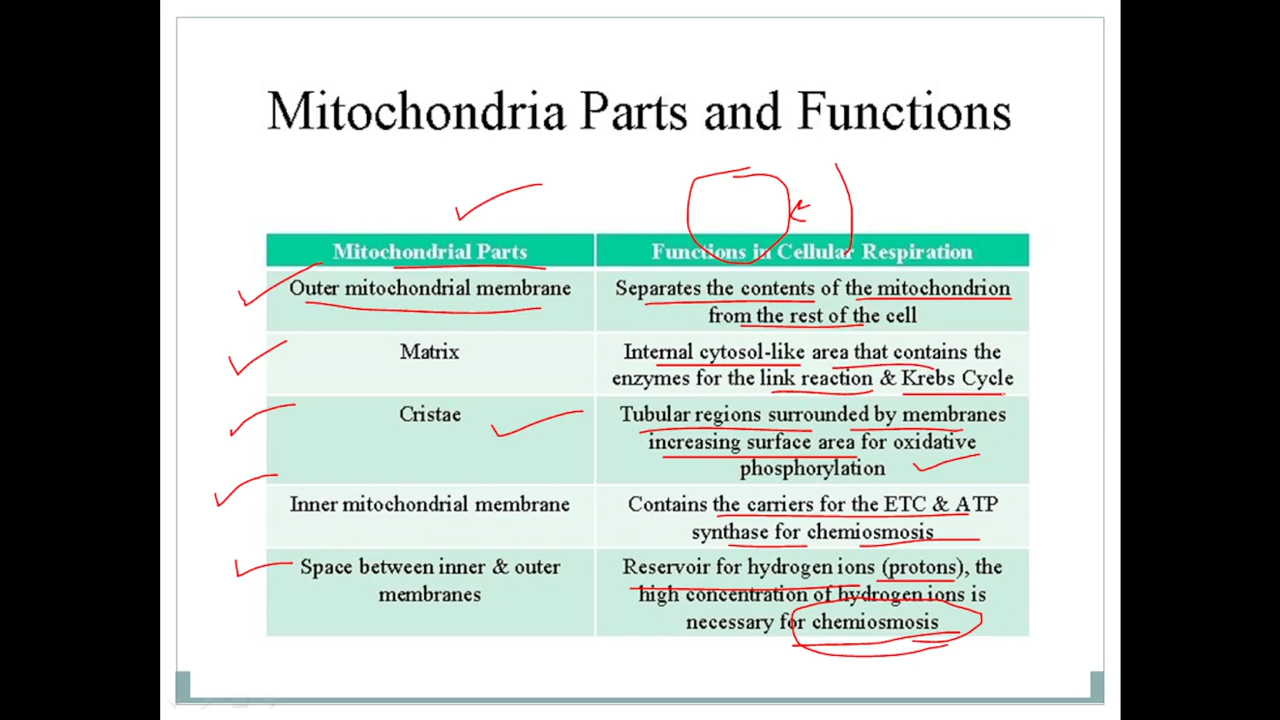 Mitochondria Parts and Functions
Mitochondrial Parts
Functions in Cellular Respiration
Outer mitochondrial membrane
Separates the contents of the mitochondrion
from the rest of the cell
Matrix
Internal cytosol-like area that contains the
enzymes for the link reaction & Krebs Cycle
Cristae
Tubular regions surrounded by membranes
increasing surface area for oxidative
phosphorylation
Inner mitochondrial membrane
Contains the carriers for the ETC & ATP
synthase for chemiosmosis
Space between inner & outer
membranes
Reservoir for hydrogen ions (protons), the
high concentration of hydrogen ions is
necessary for chemiosmosis